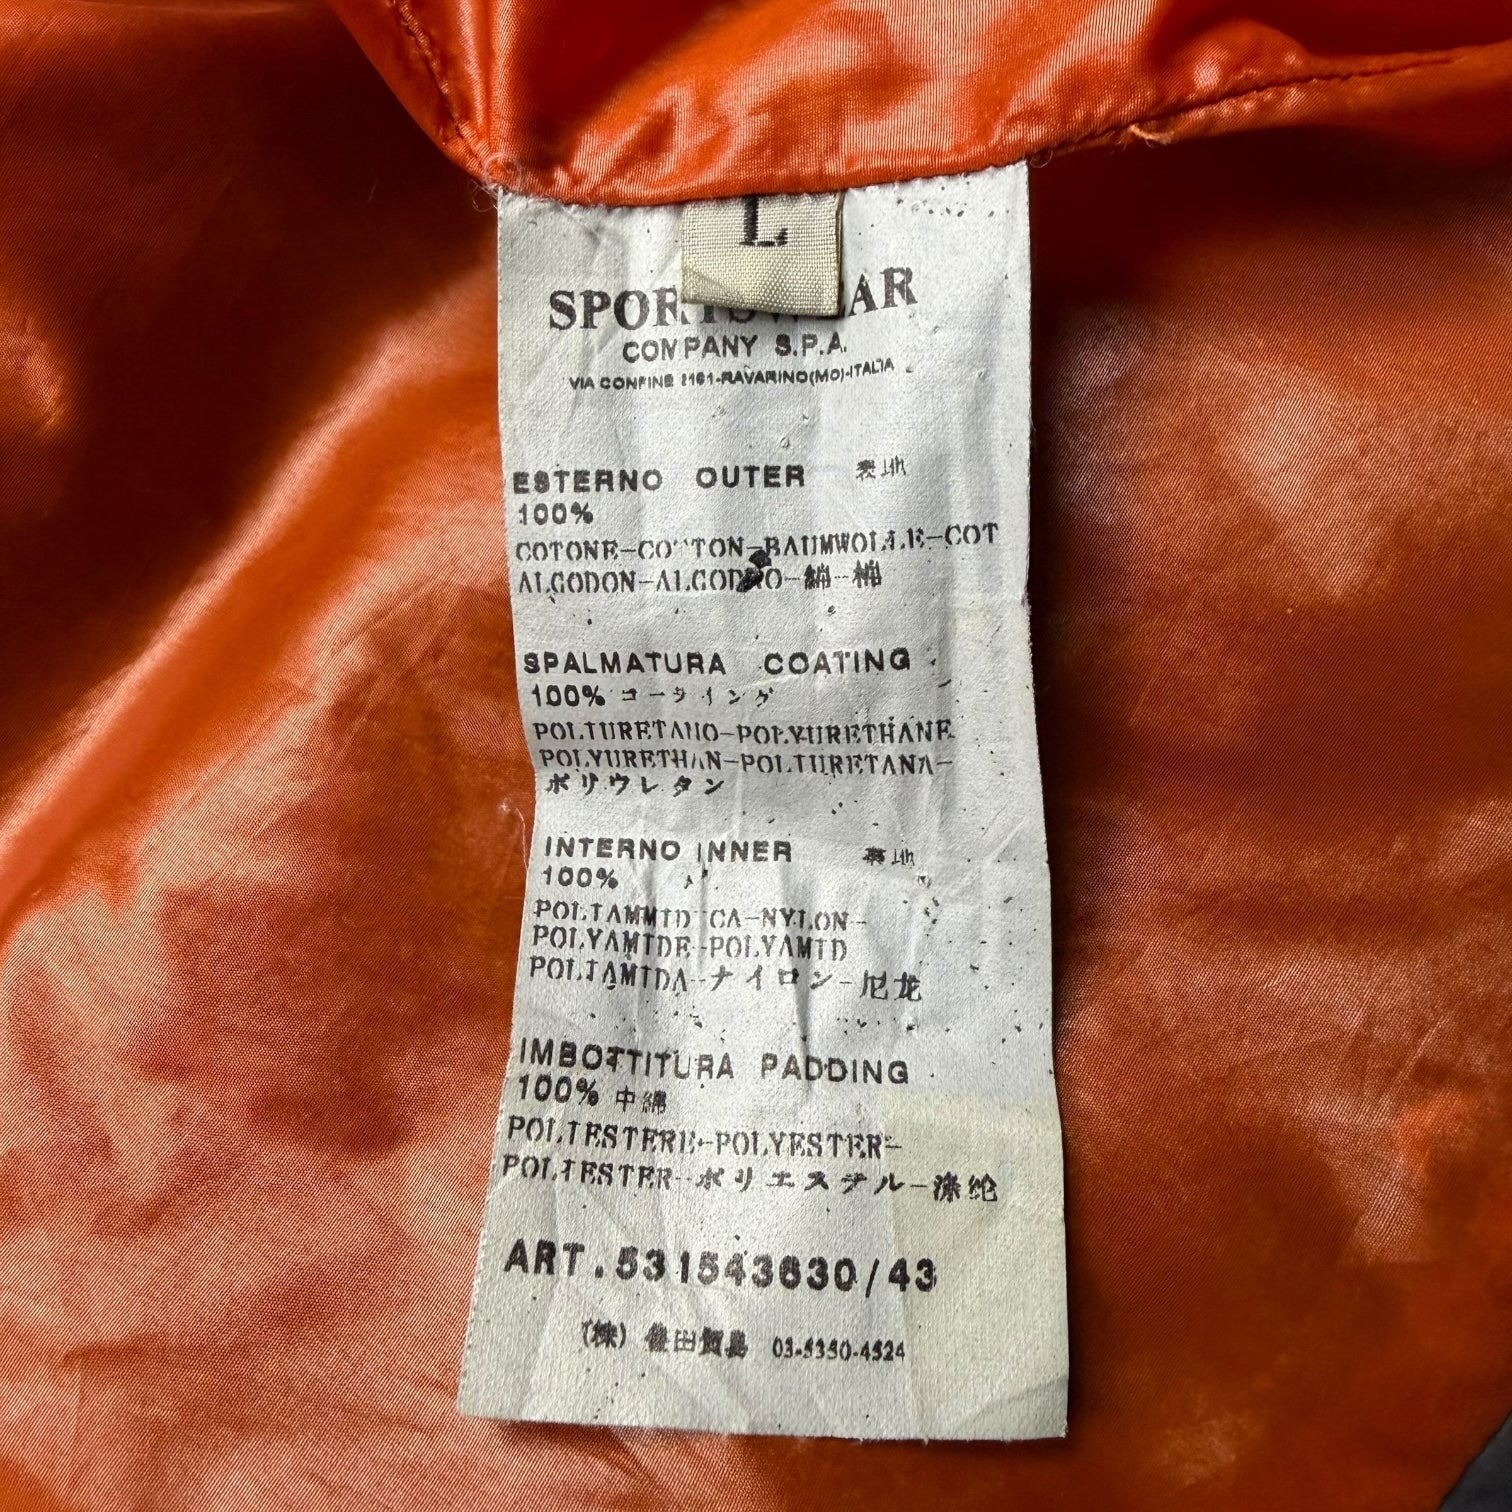 L
SPORTSWEAR
COMPANY S.P.A.
VIA CONFINE 2161-RAVARINO(MO)-ITALIA
ESTERNO OUTER 表地
100%
COTONE-COTTON-BAUMWOLLE-COT
ALGODON-ALGODAO-綿-棉
SPALMATURA COATING
100% コーティング
POLIURETANO-POLYURETHANE
POLYURETHAN-POLIURETANA-
ポリウレタン
INTERNO INNER 裏地
100%
POLIAMMIDICA-NYLON-
POLYAMIDE-POLYAMID
POLIAMIDA-ナイロン-尼龙
IMBOTTITURA PADDING
100% 中綿
POLIESTERE-POLYESTER-
POLIESTER-ポリエステル-涤纶
ART.531543630/43
(株) 田貿易 03-5350-4524